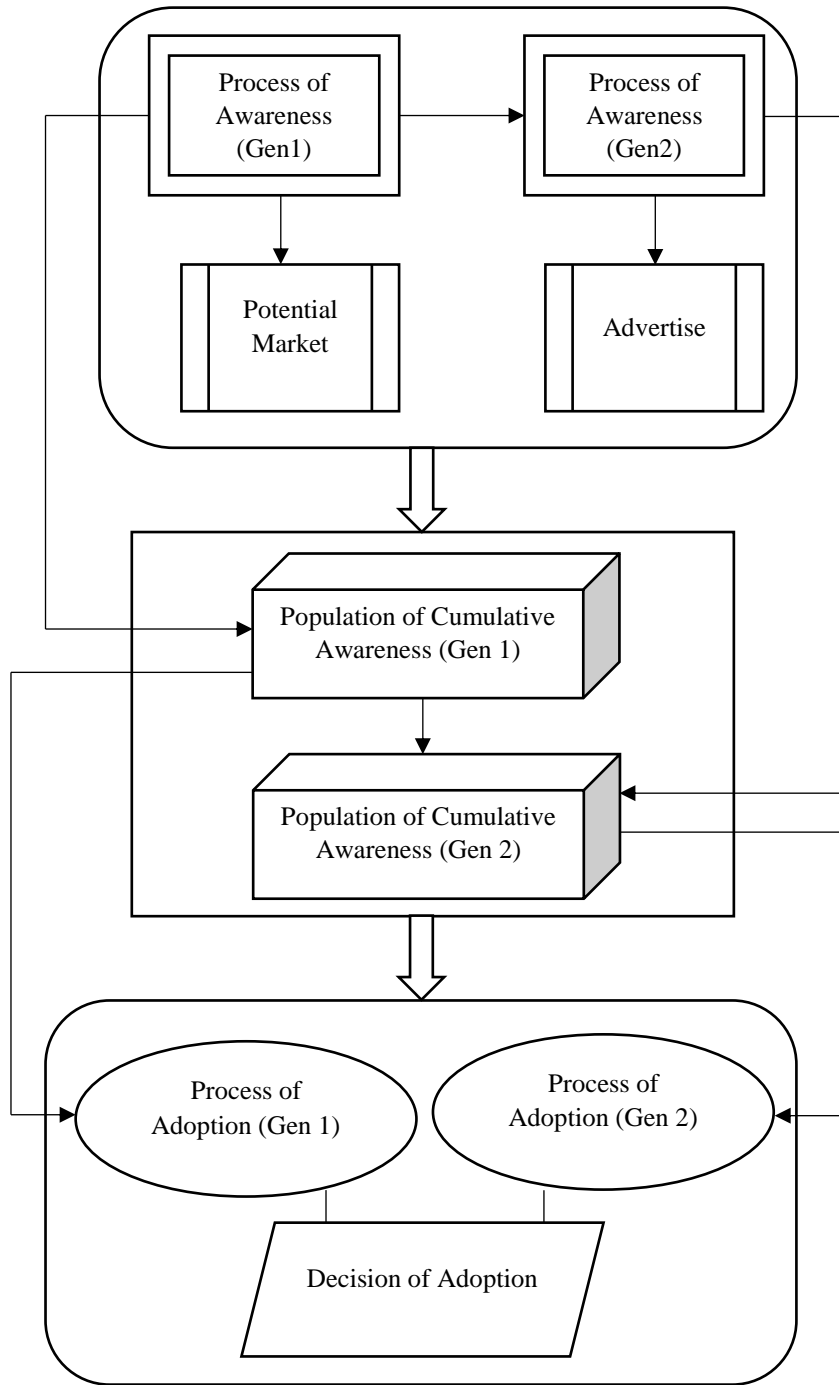 Process of
Awareness
(Gen1)
Process of
Awareness
(Gen2)
Potential
Market
Advertise
Population of Cumulative
Awareness (Gen 1)
Population of Cumulative
Awareness (Gen 2)
Process of
Adoption (Gen 1)
Process of
Adoption (Gen 2)
Decision of Adoption